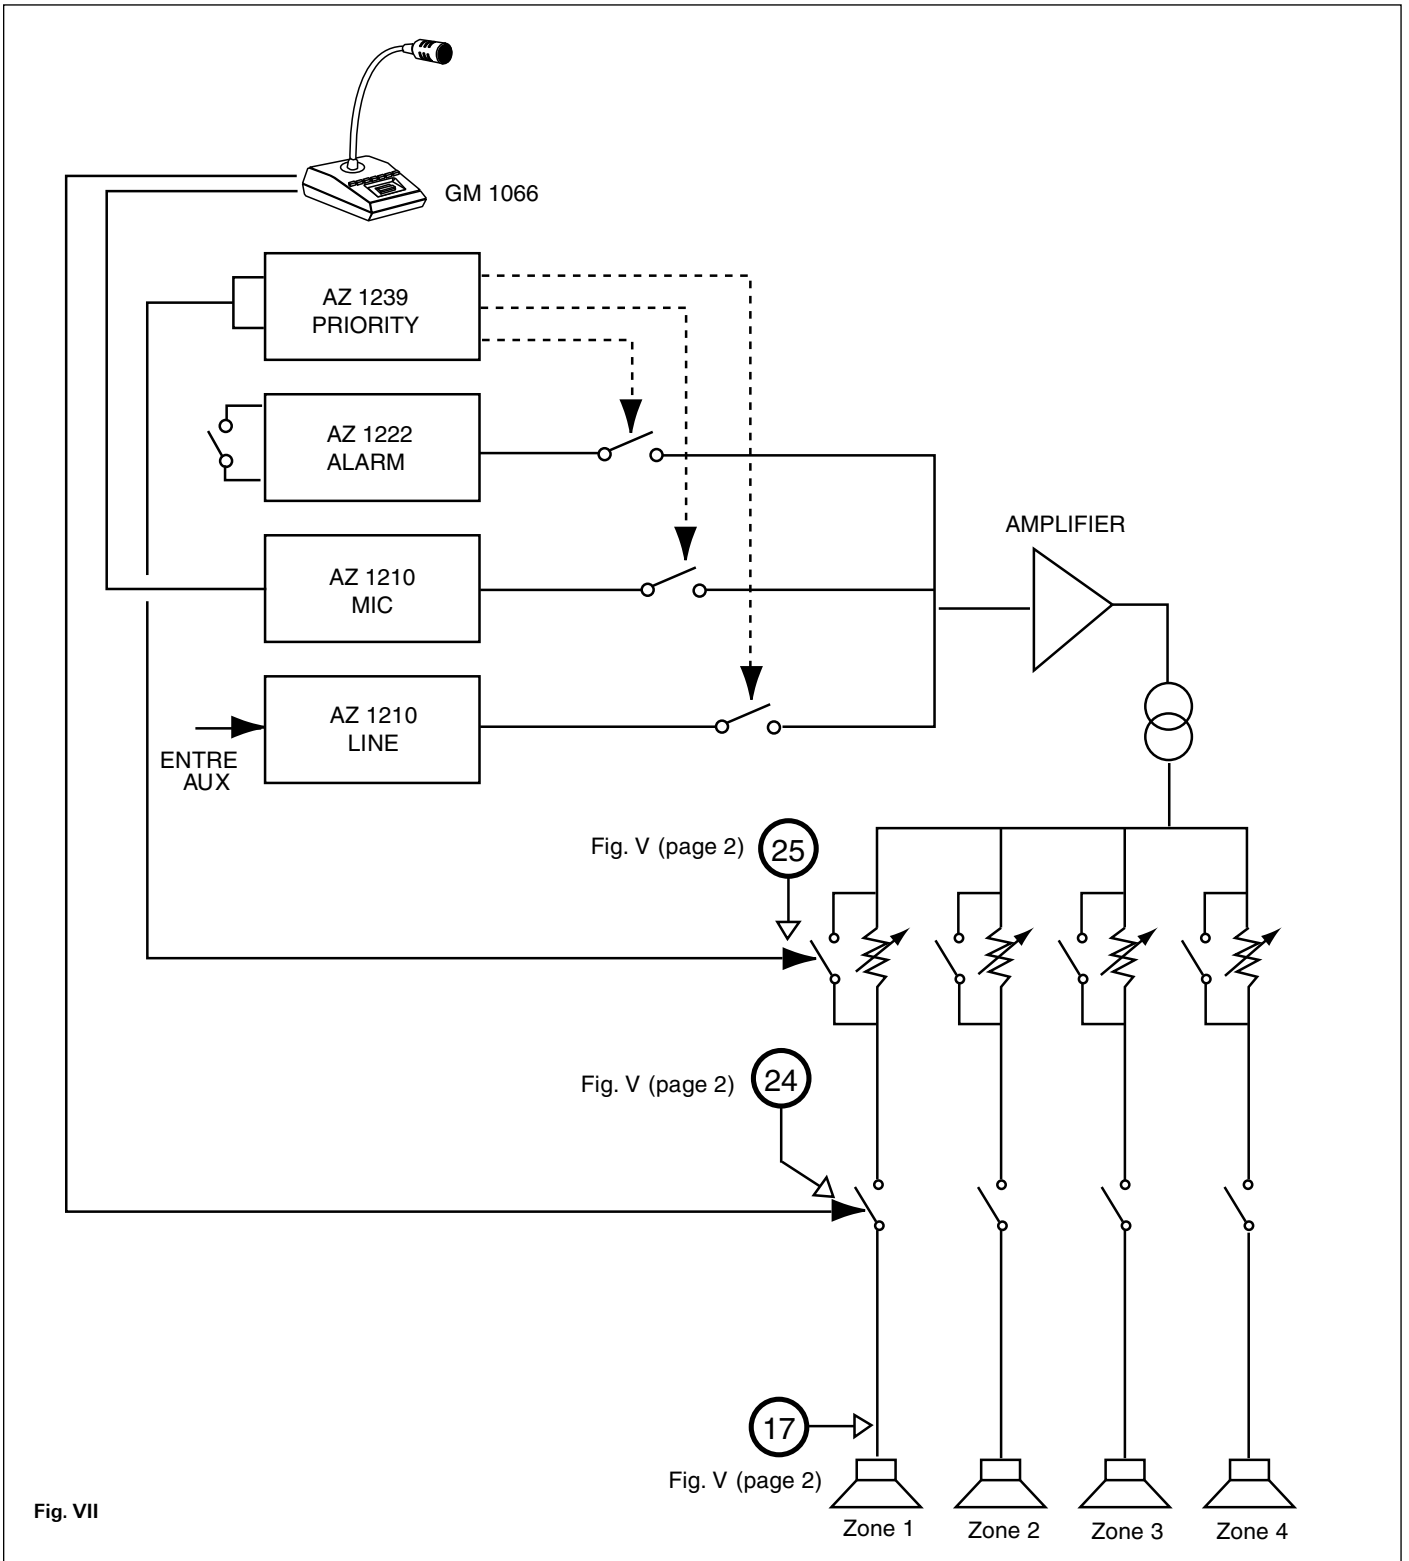 GM 1066
AZ 1239
PRIORITY
AZ 1222
ALARM
AMPLIFIER
AZ 1210
MIC
AZ 1210
LINE
ENTRE
AUX
Fig. V (page 2)
25
Fig. V (page 2)
24
17
Fig. V (page 2)
Zone 1
Zone 2
Zone 3
Zone 4
Fig. VII